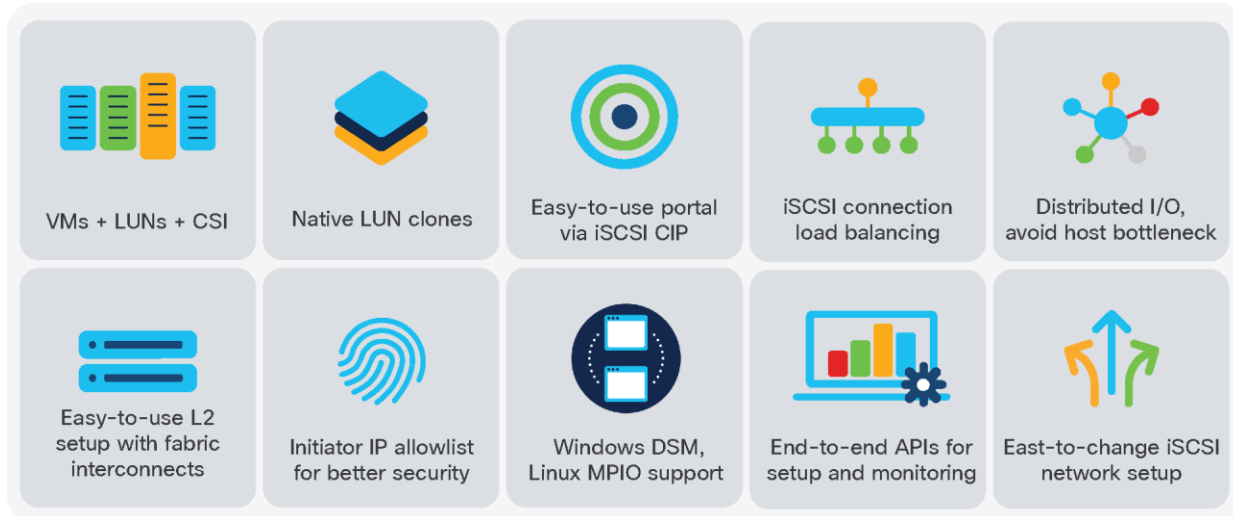 VMs + LUNs + CSI
Native LUN clones
Easy-to-use portal
via iSCSI CIP
iSCSI connection
load balancing
Distributed I/O,
avoid host bottleneck
Easy-to-use L2
setup with fabric
interconnects
Initiator IP allowlist
for better security
Windows DSM,
Linux MPIO support
End-to-end APIs for
setup and monitoring
East-to-change iSCSI
network setup